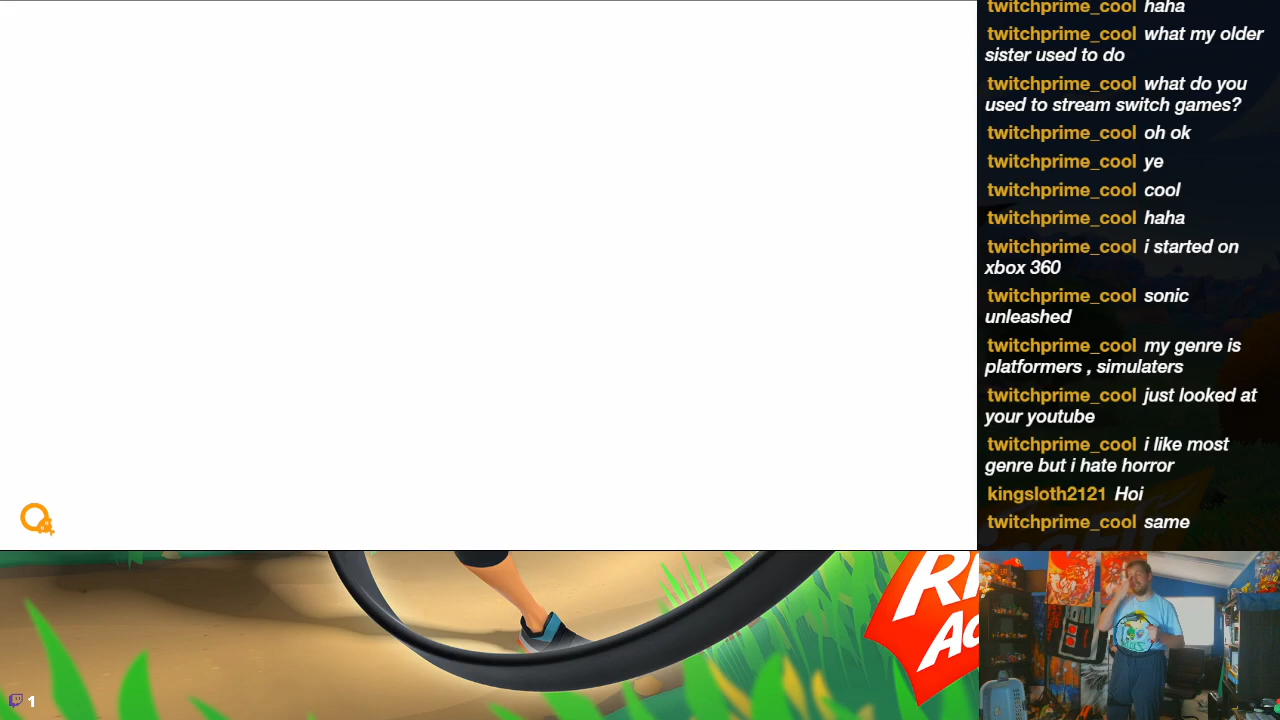 twitchprime_cool haha
twitchprime_cool what my older
sister used to do
twitchprime_cool what do you
used to stream switch games?
twitchprime_cool oh ok
twitchprime_cool ye
twitchprime_cool cool
twitchprime_cool haha
twitchprime_cool i started on
xbox 360
twitchprime_cool sonic
unleashed
twitchprime_cool my genre is
platformers , simulaters
twitchprime_cool just looked at
your youtube
twitchprime_cool i like most
genre but i hate horror
kingsloth2121 Hoi
twitchprime_cool same
1